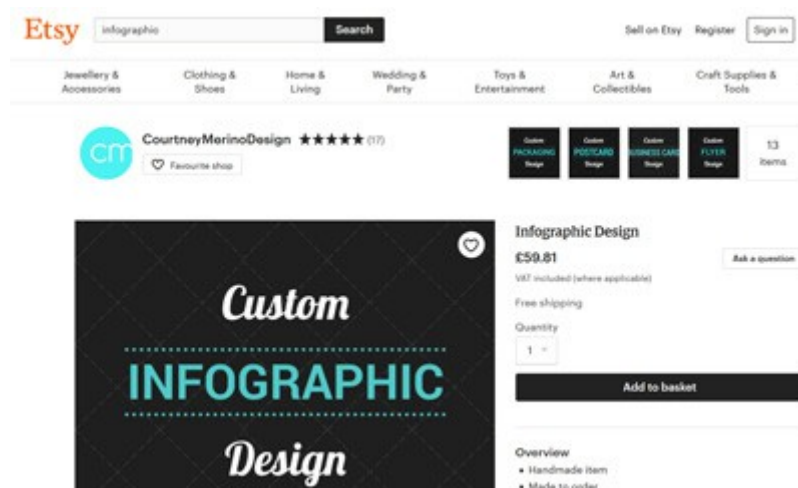 Etsy infographic Search Sell on Etsy Register Sign in
Jewellery & Accessories Clothing & Shoes Home & Living Wedding & Party Toys & Entertainment Art & Collectibles Craft Supplies & Tools
CourtneyMerinoDesign ★★★★★ (17)
Favourite shop
cm
Custom PACKAGING Design
Custom POSTCARD Design
Custom BUSINESS CARD Design
Custom FLYER Design
13 items
Custom
INFOGRAPHIC
Design
Infographic Design
£59.81
Ask a question
VAT included (where applicable)
Free shipping
Quantity
1
Add to basket
Overview
• Handmade item
• Made to order